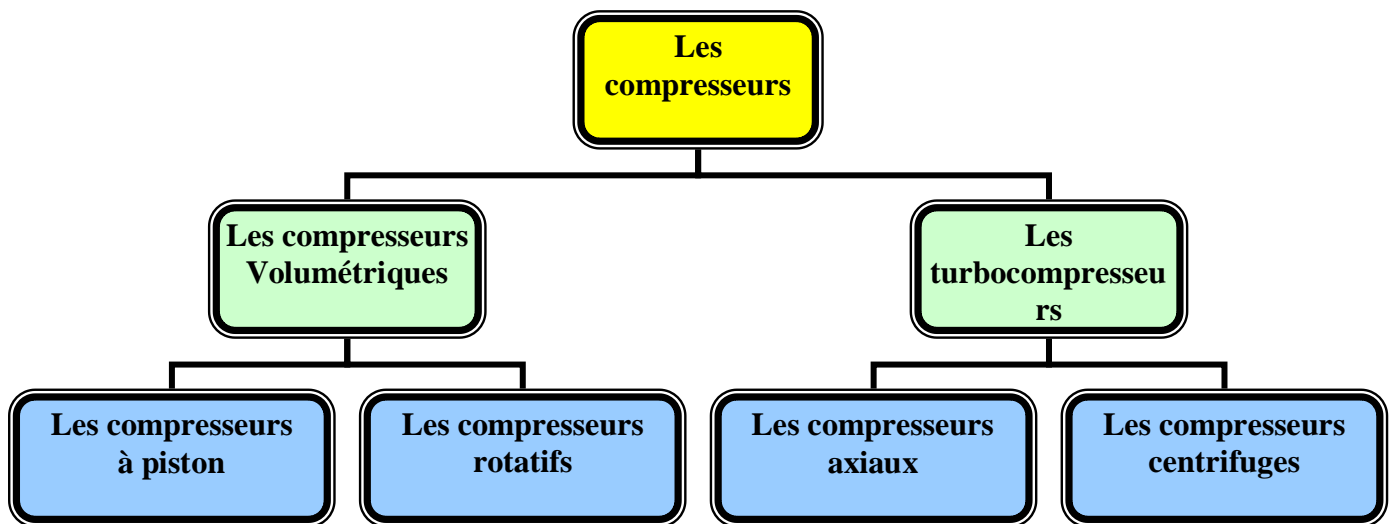 Les
compresseurs
Les compresseurs
Volumétriques
Les
turbocompresseu
rs
Les compresseurs
à piston
Les compresseurs
rotatifs
Les compresseurs
axiaux
Les compresseurs
centrifuges